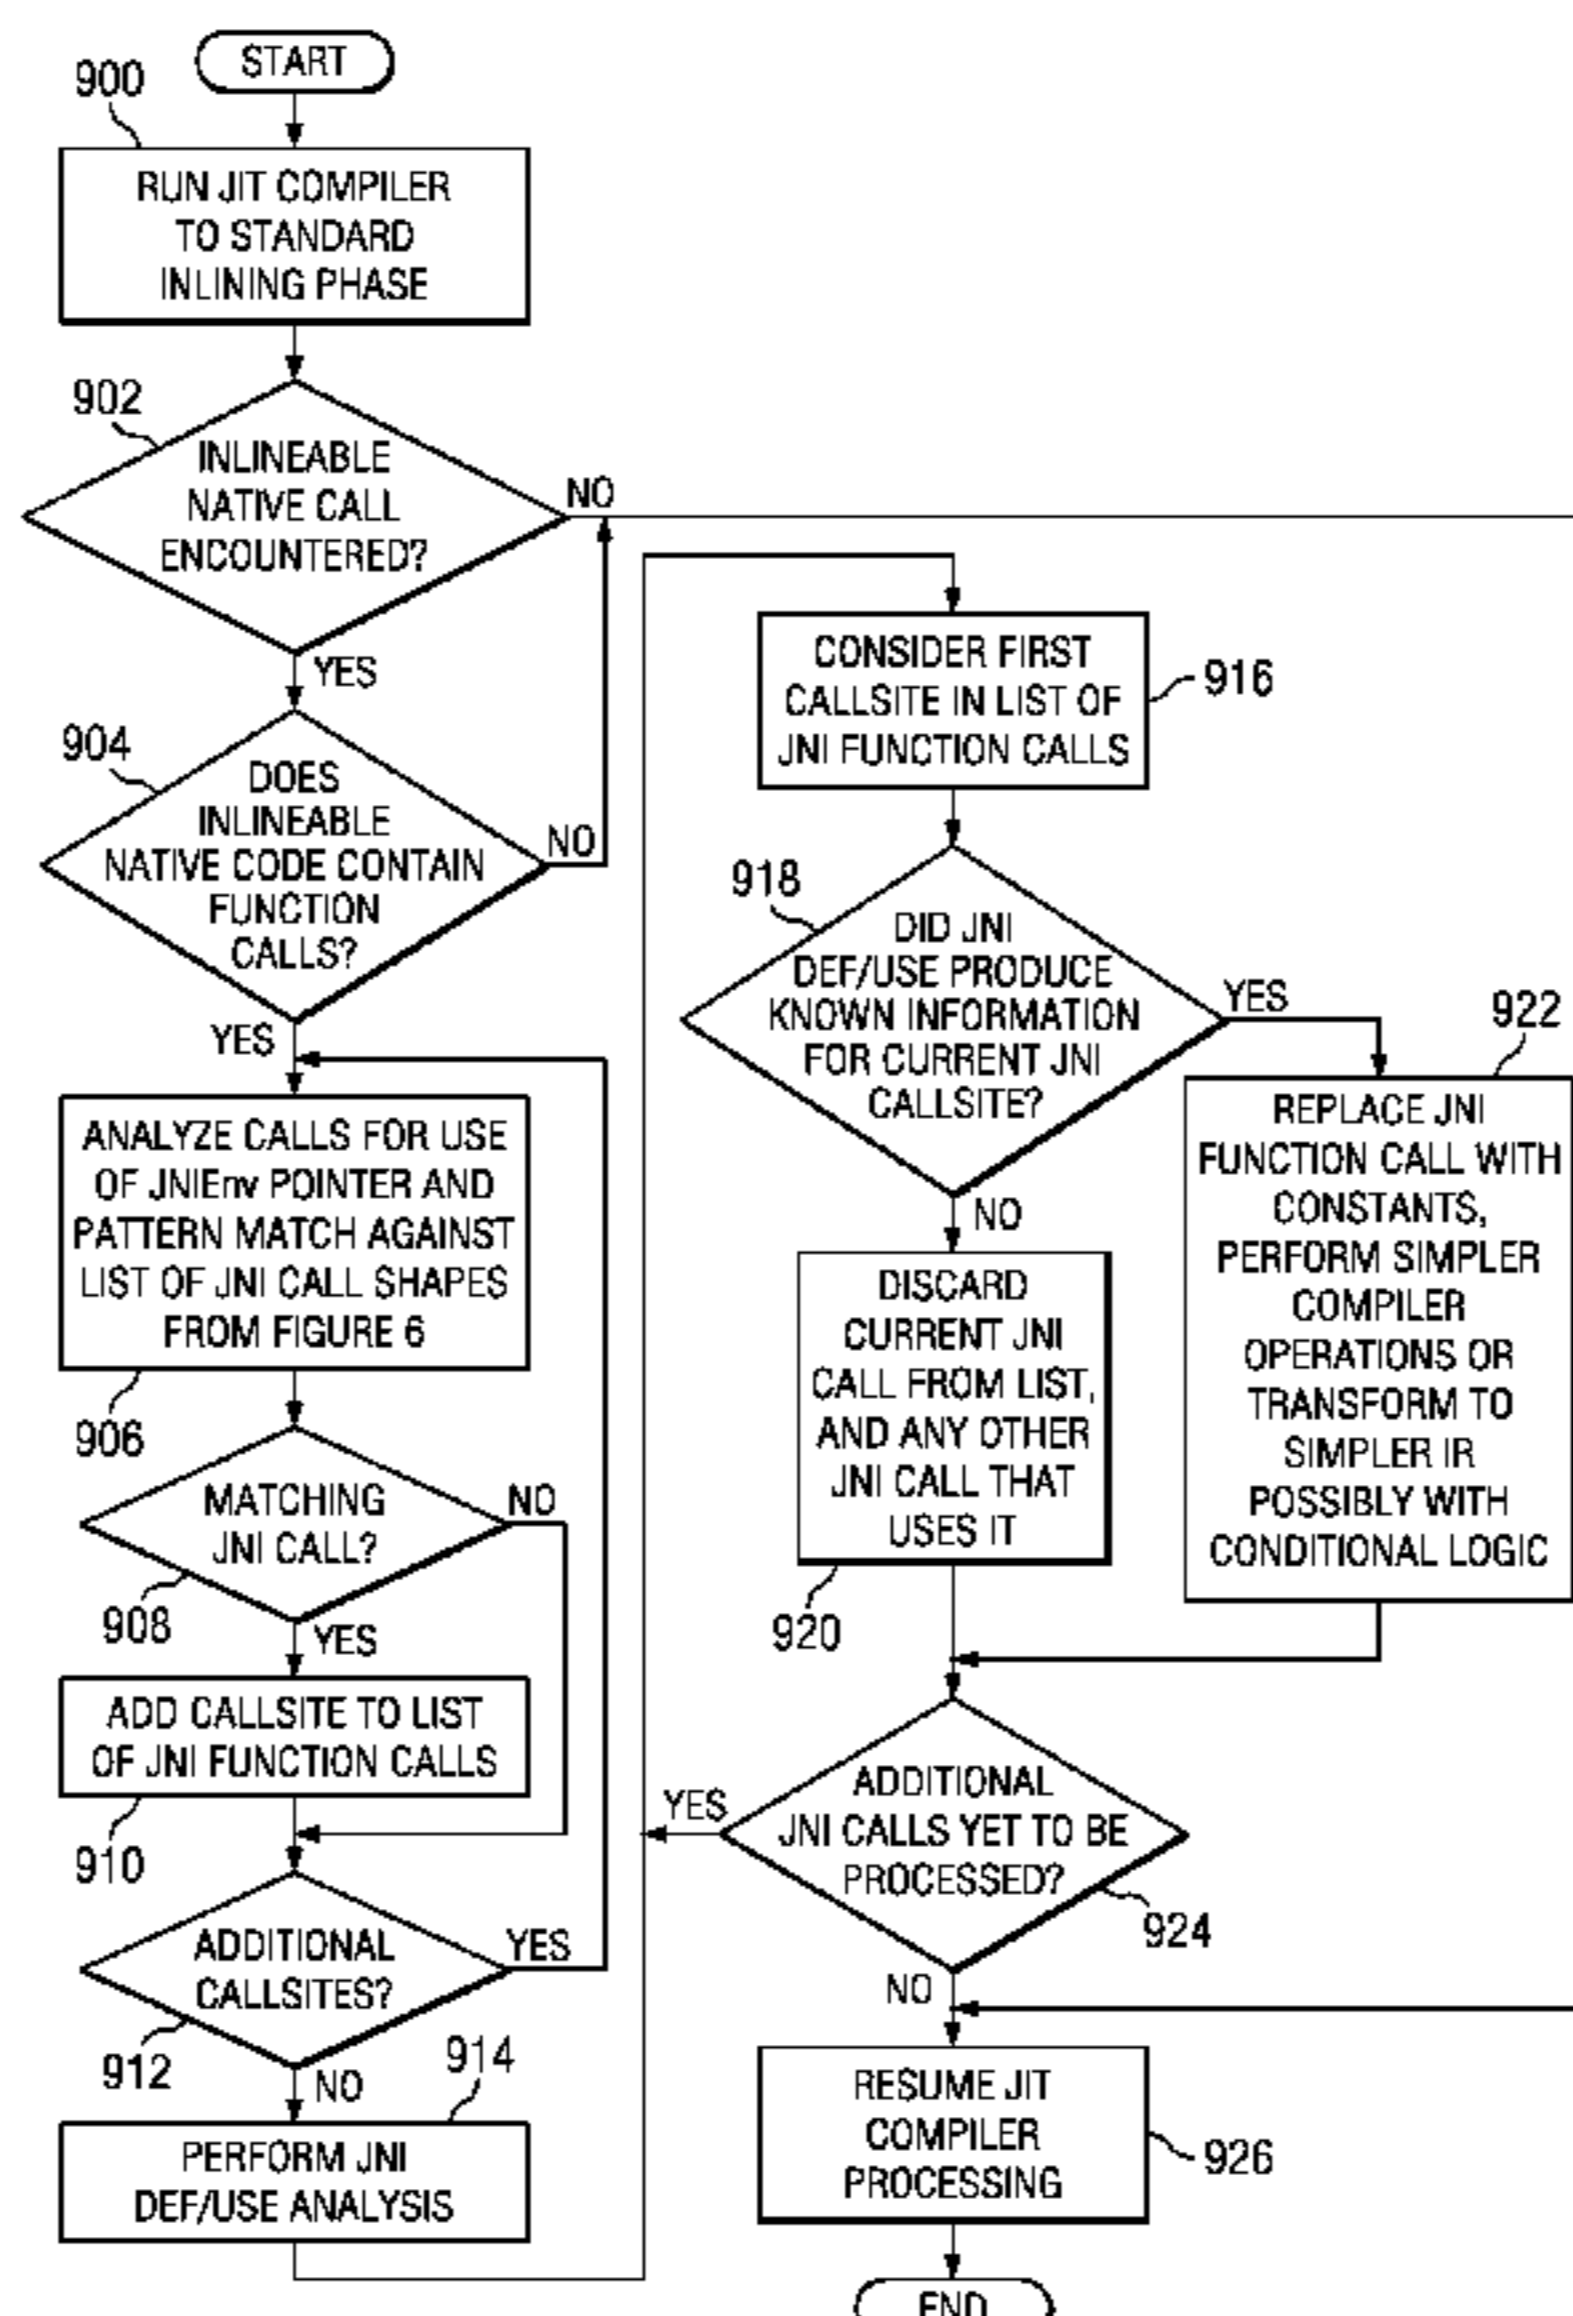 START
900
RUN JIT COMPILER
TO STANDARD
INLINING PHASE
902
INLINEABLE
NATIVE CALL
ENCOUNTERED?
NO
YES
904
DOES
INLINEABLE
NATIVE CODE CONTAIN
FUNCTION
CALLS?
NO
YES
ANALYZE CALLS FOR USE
OF JNIEnv POINTER AND
PATTERN MATCH AGAINST
LIST OF JNI CALL SHAPES
FROM FIGURE 6
906
MATCHING
JNI CALL?
NO
908
YES
ADD CALLSITE TO LIST
OF JNI FUNCTION CALLS
910
ADDITIONAL
CALLSITES?
YES
912
NO
914
PERFORM JNI
DEF/USE ANALYSIS
CONSIDER FIRST
CALLSITE IN LIST OF
JNI FUNCTION CALLS
916
918
DID JNI
DEF/USE PRODUCE
KNOWN INFORMATION
FOR CURRENT JNI
CALLSITE?
YES
NO
922
REPLACE JNI
FUNCTION CALL WITH
CONSTANTS,
PERFORM SIMPLER
COMPILER
OPERATIONS OR
TRANSFORM TO
SIMPLER IR
POSSIBLY WITH
CONDITIONAL LOGIC
DISCARD
CURRENT JNI
CALL FROM LIST,
AND ANY OTHER
JNI CALL THAT
USES IT
920
ADDITIONAL
JNI CALLS YET TO BE
PROCESSED?
YES
924
NO
RESUME JIT
COMPILER
PROCESSING
926
END